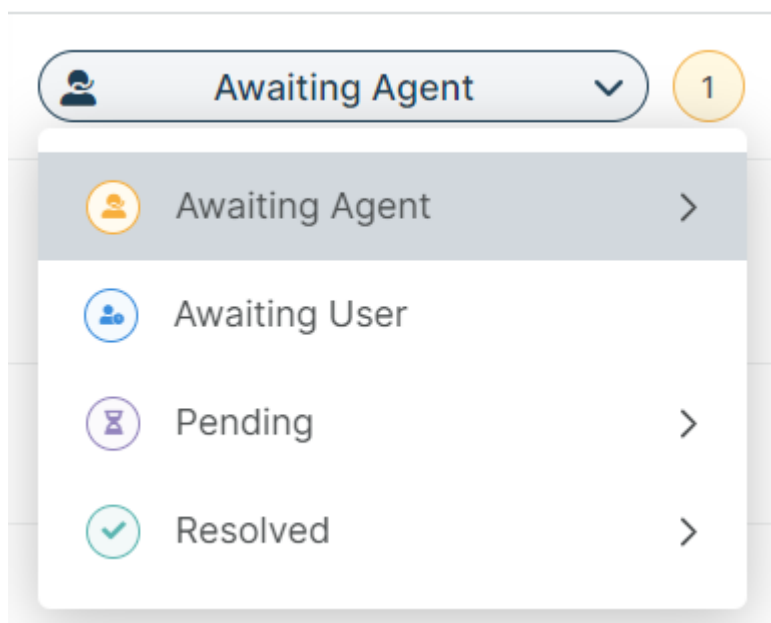 Awaiting Agent
1
Awaiting Agent
Awaiting User
Pending
Resolved